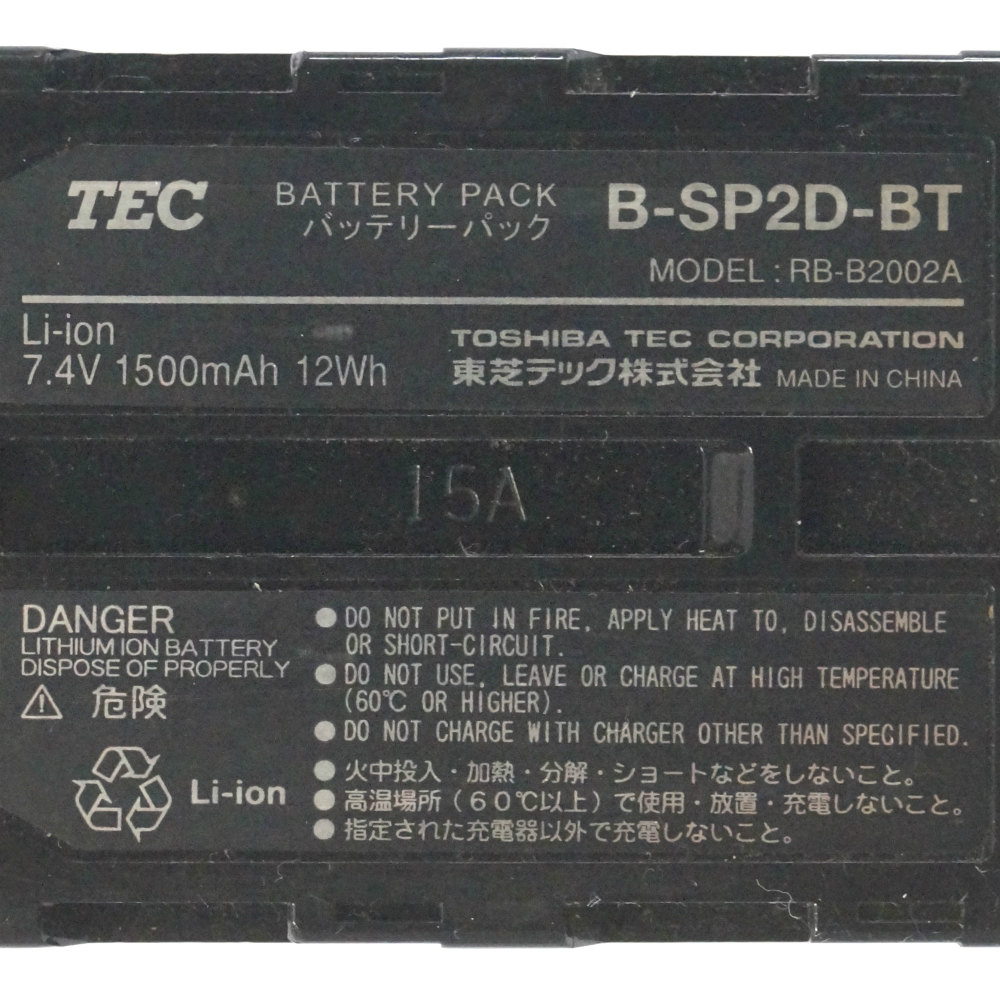 TEC BATTERY PACK B-SP2D-BT
バッテリーパック
MODEL : RB-B2002A
Li-ion
7.4V 1500mAh 12Wh
TOSHIBA TEC CORPORATION
東芝テック株式会社 MADE IN CHINA
15A
DANGER
LITHIUM ION BATTERY
DISPOSE OF PROPERLY
⚠ 危険
Li-ion
● DO NOT PUT IN FIRE, APPLY HEAT TO, DISASSEMBLE
OR SHORT-CIRCUIT.
● DO NOT USE, LEAVE OR CHARGE AT HIGH TEMPERATURE
(60℃ OR HIGHER).
● DO NOT CHARGE WITH CHARGER OTHER THAN SPECIFIED.
● 火中投入・加熱・分解・ショートなどをしないこと。
● 高温場所(60℃以上)で使用・放置・充電しないこと。
● 指定された充電器以外で充電しないこと。